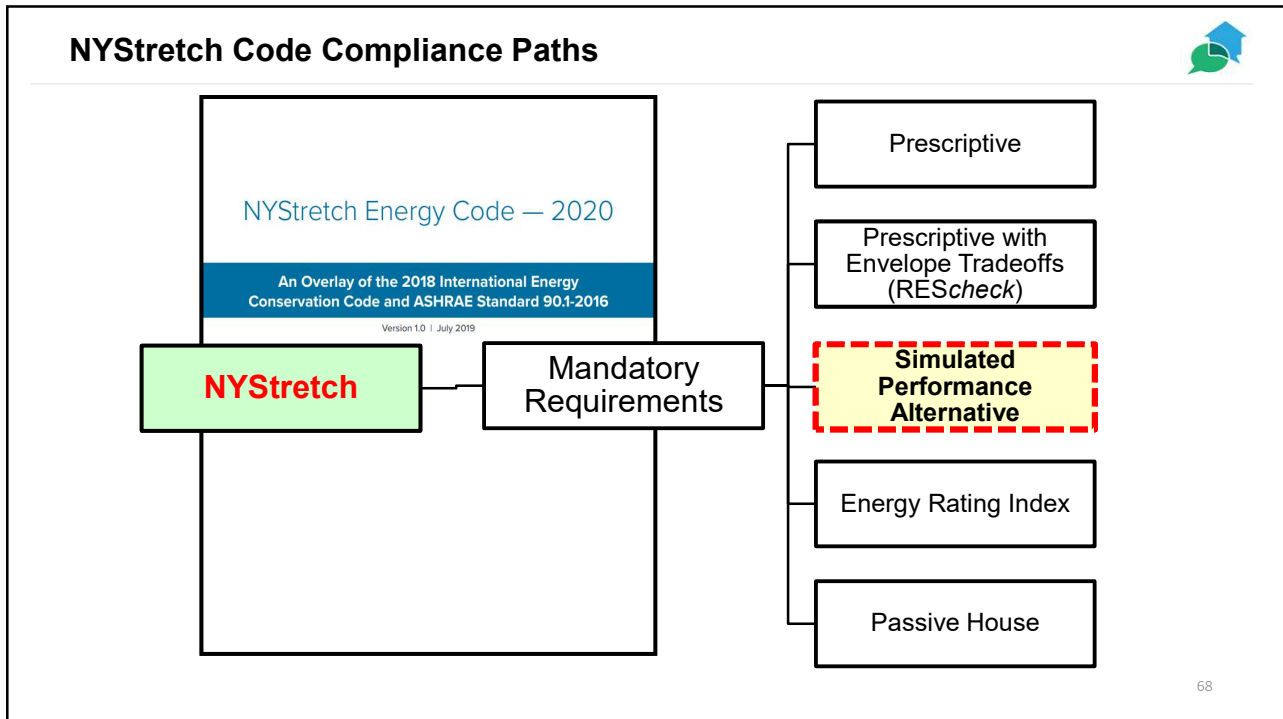 NYStretch Code Compliance Paths
NYStretch Energy Code — 2020
An Overlay of the 2018 International Energy
Conservation Code and ASHRAE Standard 90.1-2016
Version 1.0 | July 2019
NYStretch
Mandatory
Requirements
Prescriptive
Prescriptive with
Envelope Tradeoffs
(REScheck)
Simulated
Performance
Alternative
Energy Rating Index
Passive House
68